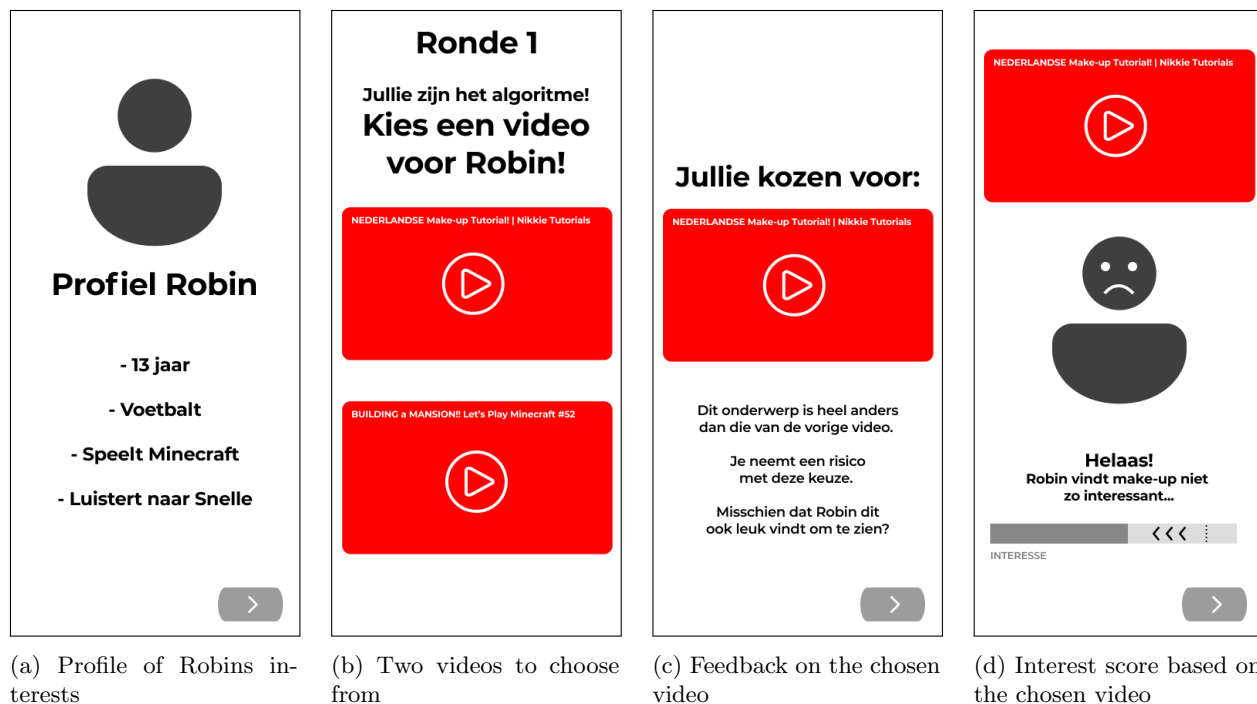 Profiel Robin
- 13 jaar
- Voetbalt
- Speelt Minecraft
- Luistert naar Snelle
(a) Profile of Robins in-
terests
Ronde 1
Jullie zijn het algoritme!
Kies een video
voor Robin!
NEDERLANDSE Make-up Tutorial! | Nikkie Tutorials
BUILDING a MANSION!! Let's Play Minecraft #52
(b) Two videos to choose
from
Jullie kozen voor:
NEDERLANDSE Make-up Tutorial! | Nikkie Tutorials
Dit onderwerp is heel anders
dan die van de vorige video.
Je neemt een risico
met deze keuze.
Misschien dat Robin dit
ook leuk vindt om te zien?
(c) Feedback on the chosen
video
NEDERLANDSE Make-up Tutorial! | Nikkie Tutorials
Helaas!
Robin vindt make-up niet
zo interessant...
INTERESSE
(d) Interest score based on
the chosen video